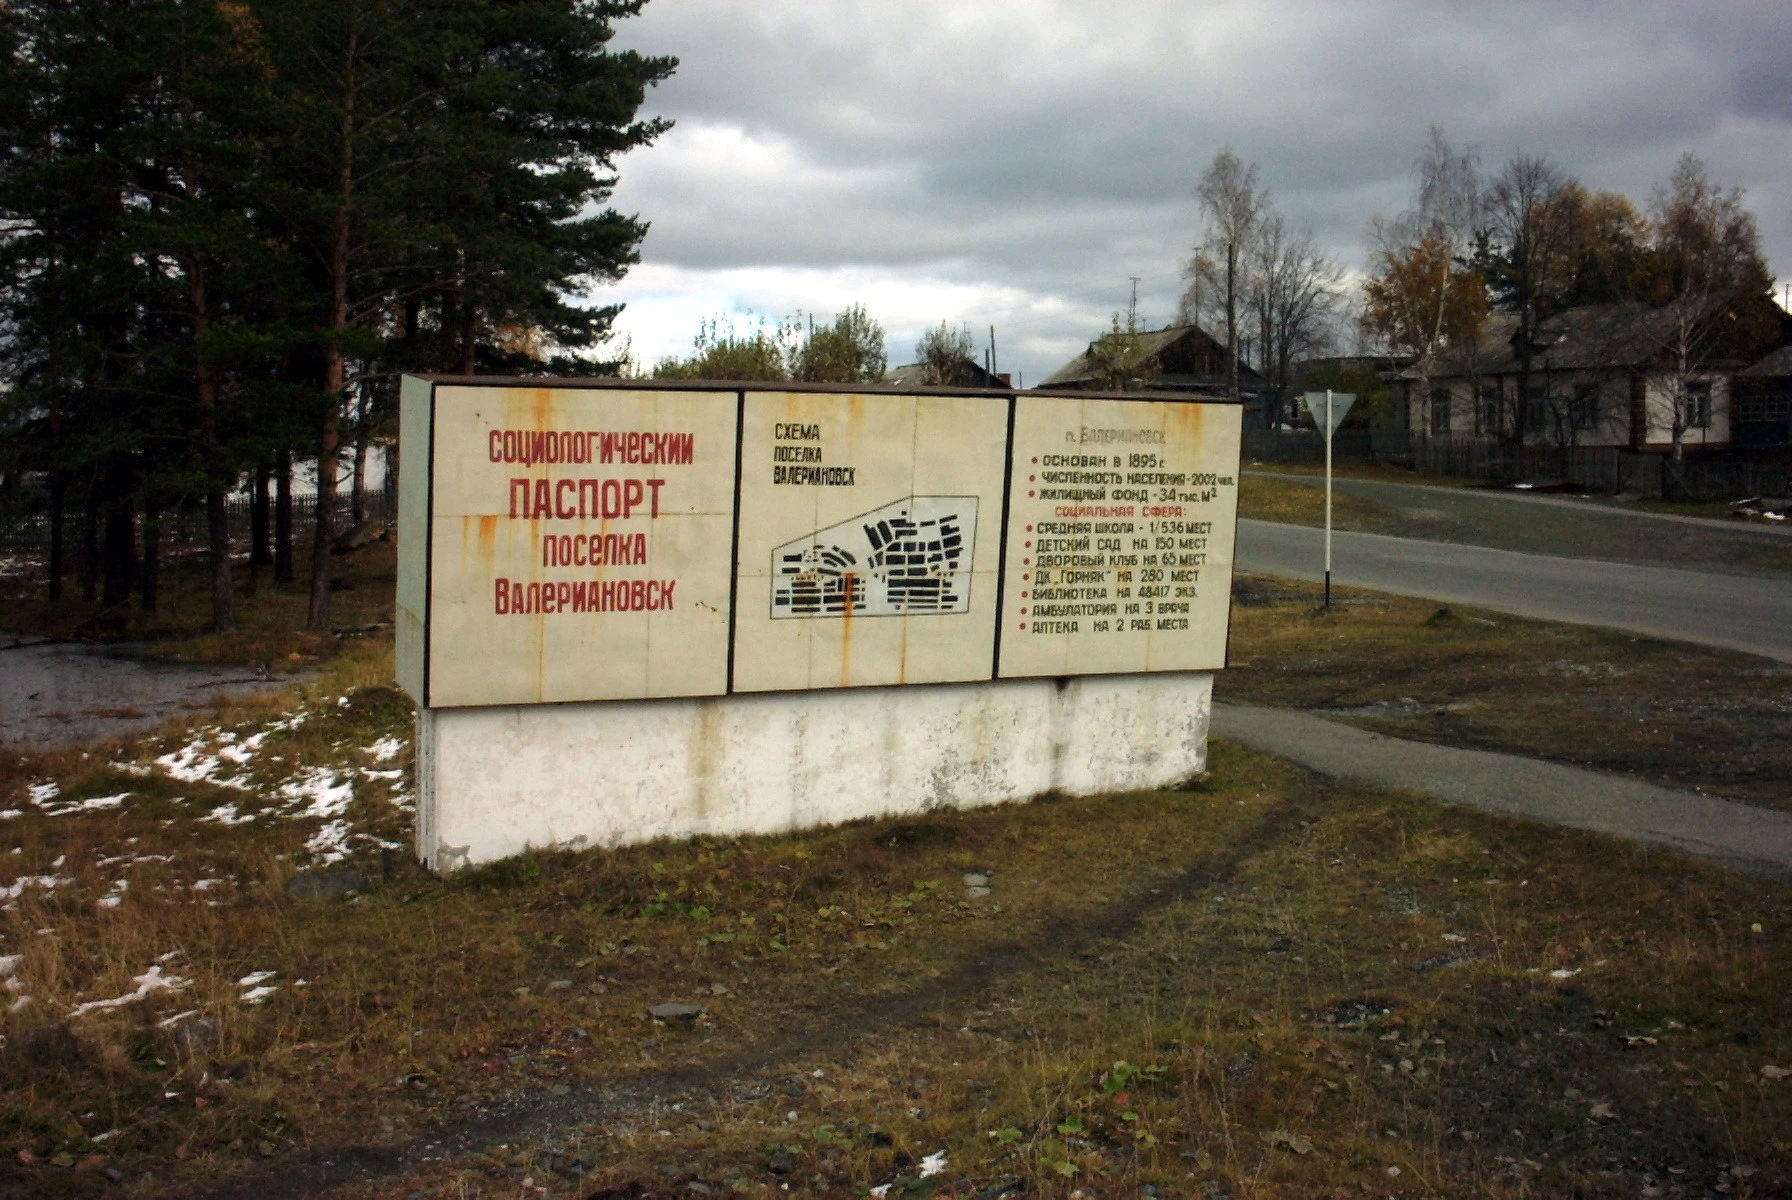 СОЦИОЛОГИЧЕСКИЙ
ПАСПОРТ
ПОСЕЛКА
ВАЛЕРИАНОВСК
СХЕМА
ПОСЕЛКА
ВАЛЕРИАНОВСК
п. ВАЛЕРИАНОВСК
• ОСНОВАН В 1895 г.
• ЧИСЛЕННОСТЬ НАСЕЛЕНИЯ - 2002 чел.
• ЖИЛИЩНЫЙ ФОНД - 34 тыс. м²
СОЦИАЛЬНАЯ СФЕРА:
• СРЕДНЯЯ ШКОЛА - 1/536 МЕСТ
• ДЕТСКИЙ САД НА 150 МЕСТ
• ДВОРОВЫЙ КЛУБ НА 65 МЕСТ
• ДК „ГОРНЯК" НА 280 МЕСТ
• БИБЛИОТЕКА НА 48417 ЭКЗ.
• АМБУЛАТОРИЯ НА 3 ВРАЧА
• АПТЕКА НА 2 РАБ. МЕСТА